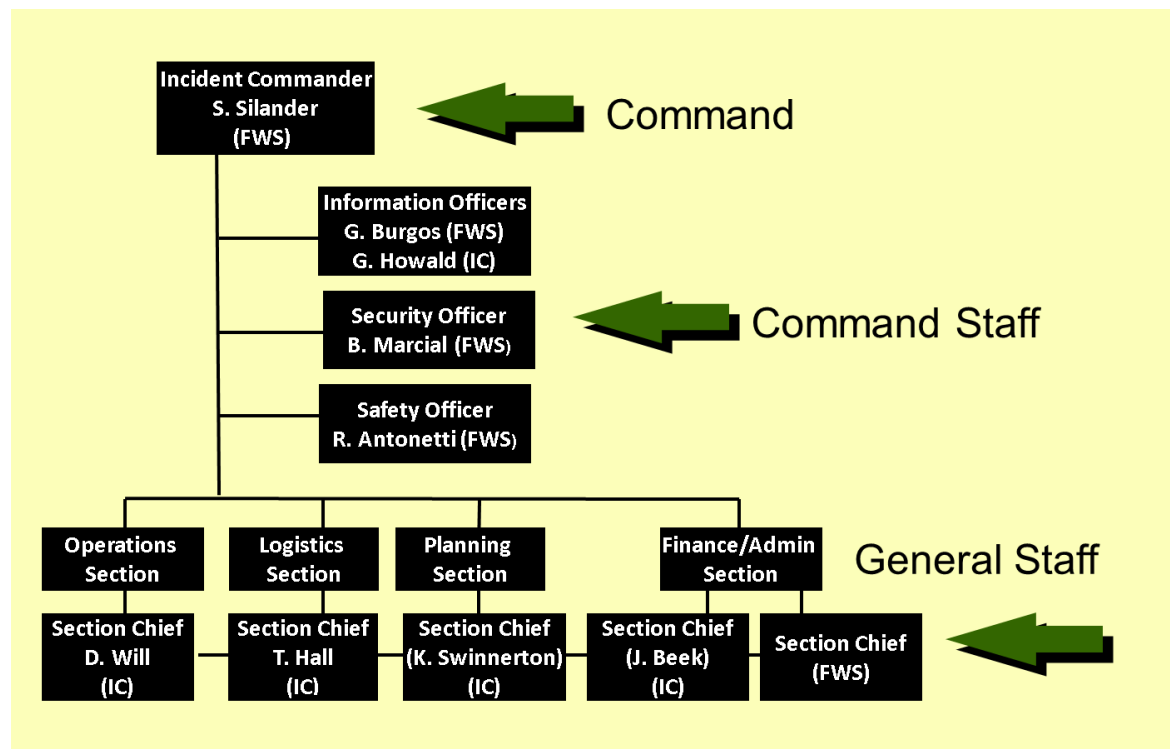 Incident Commander
S. Silander
(FWS)
Command
Information Officers
G. Burgos (FWS)
G. Howald (IC)
Security Officer
B. Marcial (FWS)
Command Staff
Safety Officer
R. Antonetti (FWS)
Operations
Section
Logistics
Section
Planning
Section
Finance/Admin
Section
General Staff
Section Chief
D. Will
(IC)
Section Chief
T. Hall
(IC)
Section Chief
(K. Swinnerton)
(IC)
Section Chief
(J. Beek)
(IC)
Section Chief
(FWS)